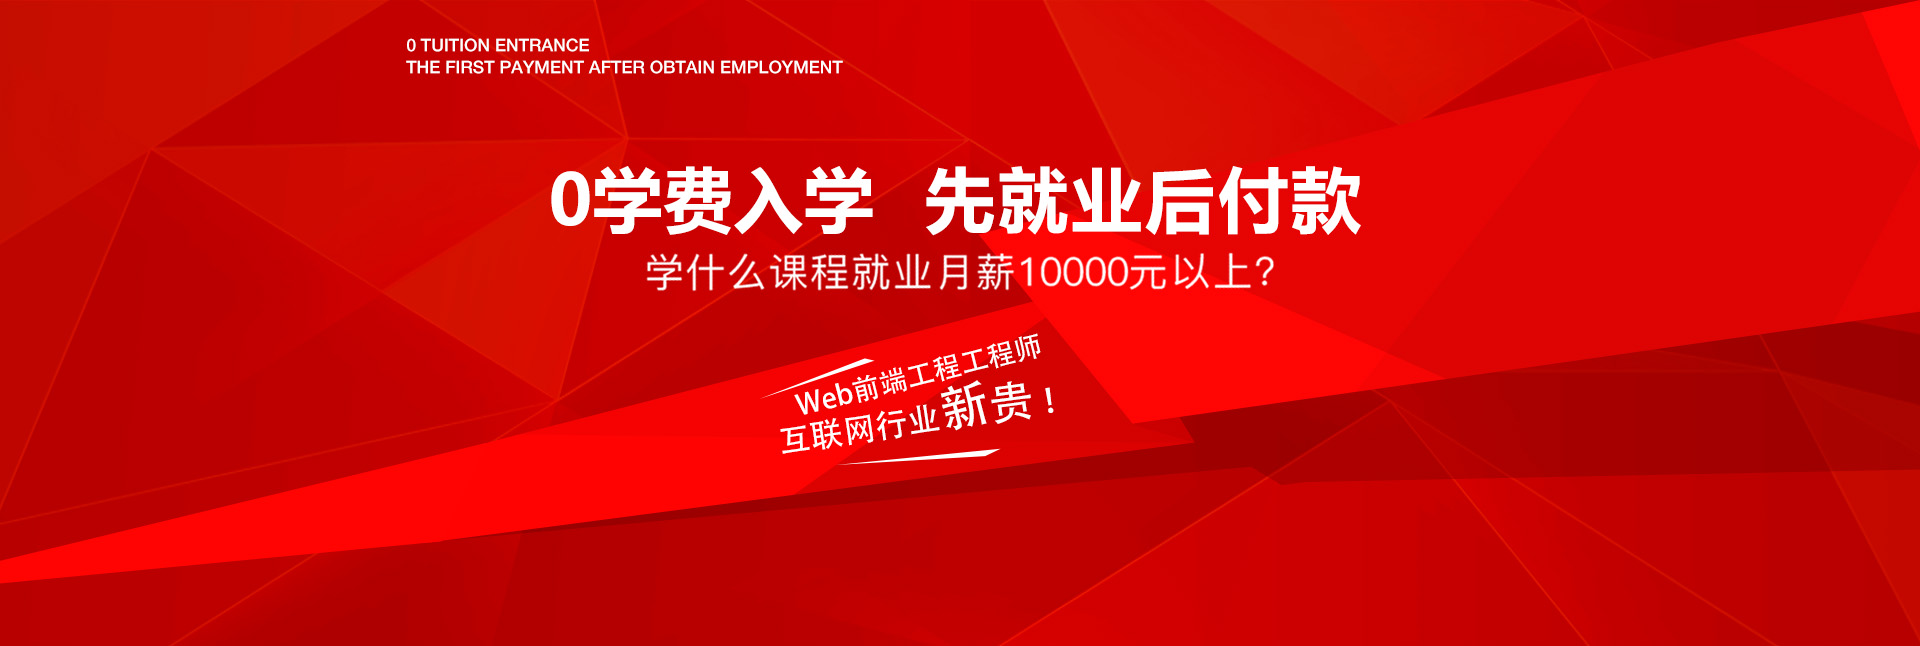 0 TUITION ENTRANCE
THE FIRST PAYMENT AFTER OBTAIN EMPLOYMENT
0学费入学 先就业后付款
学什么课程就业月薪10000元以上?
Web前端工程工程师
互联网行业新贵!